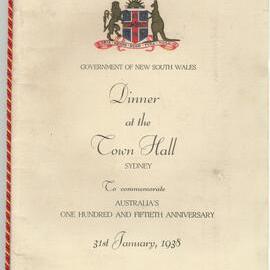 GOVERNMENT OF NEW SOUTH WALES
Dinner
at the
Town Hall
SYDNEY
To commemorate
AUSTRALIA'S
ONE HUNDRED AND FIFTIETH ANNIVERSARY
31st January, 1938